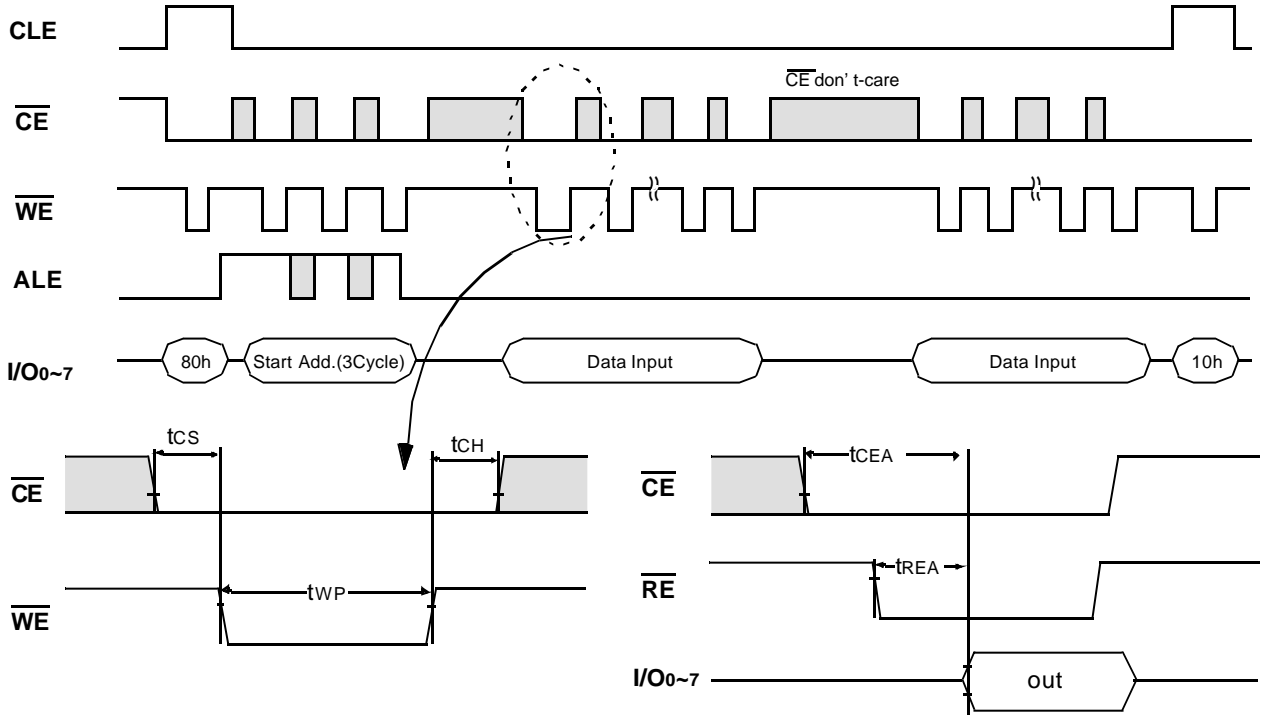 CLE
CE don' t-care
CE
WE
ALE
I/O0~7
80h
Start Add.(3Cycle)
Data Input
Data Input
10h
tCS
tCH
CE
tWP
WE
tCEA
CE
tREA
RE
I/O0~7
out